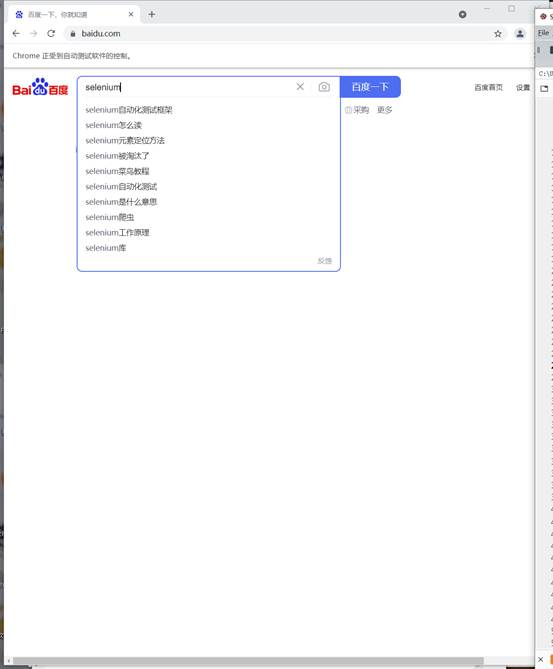 百度一下，你就知道
baidu.com
Chrome 正受到自动测试软件的控制。
Bai du 百度
selenium
百度一下
百度首页 设置
selenium自动化测试框架
采购 更多
selenium怎么读
selenium元素定位方法
selenium被淘汰了
selenium菜鸟教程
selenium自动化测试
selenium是什么意思
selenium爬虫
selenium工作原理
selenium库
反馈
File